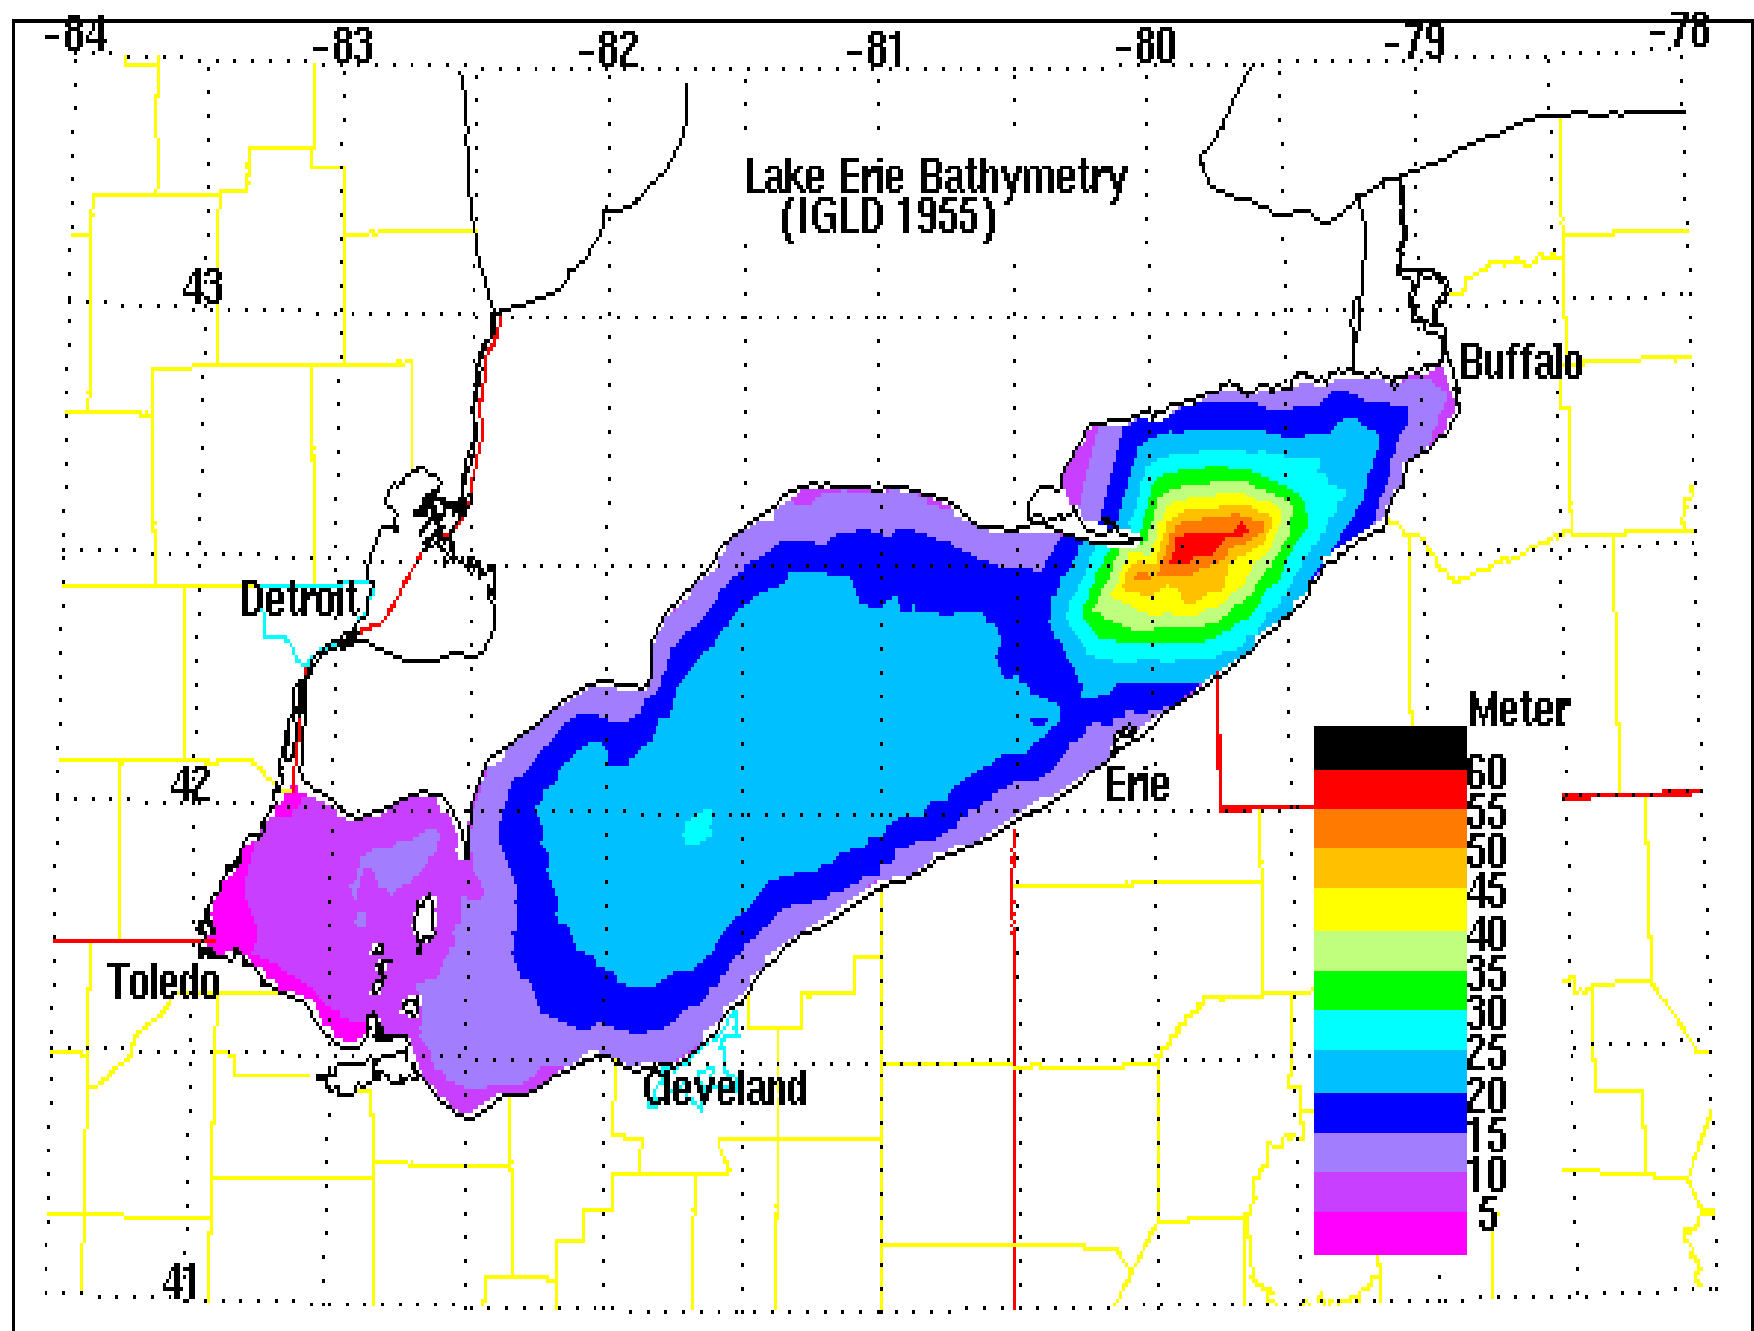 -84 -83 -82 -81 -80 -79 -78
Lake Erie Bathymetry
(IGLD 1955)
43
Buffalo
Detroit
Meter
42
Erie
60
55
50
45
40
35
30
25
20
15
10
5
Toledo
Cleveland
41